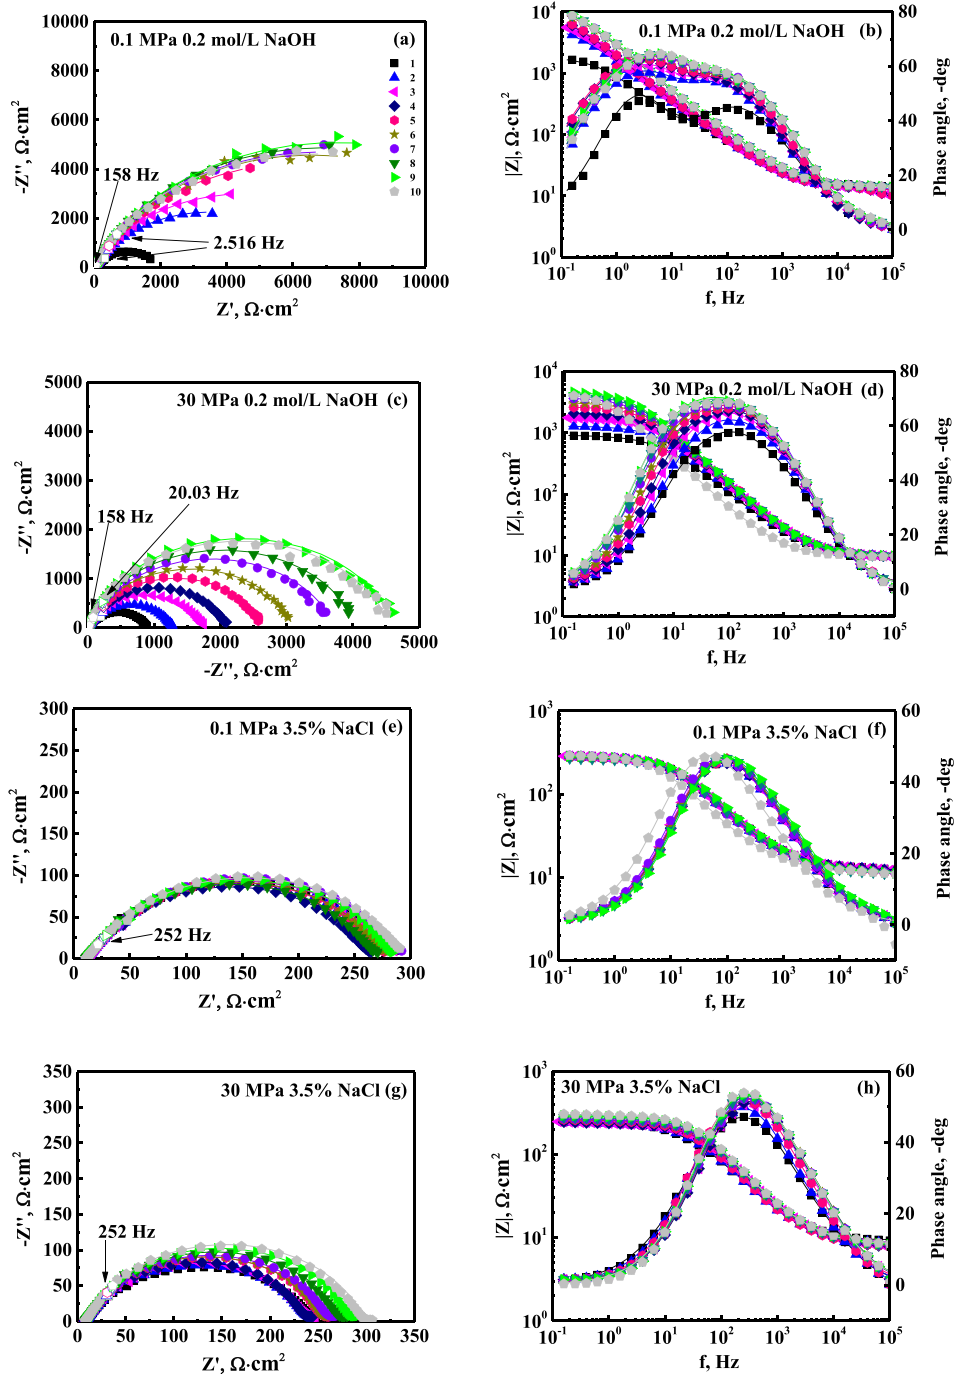 10000
8000
6000
4000
2000
0
-Z'', Ω·cm²
0.1 MPa 0.2 mol/L NaOH (a)
158 Hz
2.516 Hz
1
2
3
4
5
6
7
8
9
10
0 2000 4000 6000 8000 10000
Z', Ω·cm²
10⁴
10³
10²
10¹
10⁰
|Z|, Ω·cm²
0.1 MPa 0.2 mol/L NaOH (b)
80
60
40
20
0
Phase angle, -deg
10⁻¹ 10⁰ 10¹ 10² 10³ 10⁴ 10⁵
f, Hz
5000
4000
3000
2000
1000
0
-Z'', Ω·cm²
30 MPa 0.2 mol/L NaOH (c)
20.03 Hz
158 Hz
0 1000 2000 3000 4000 5000
-Z'', Ω·cm²
10⁴
10³
10²
10¹
10⁰
|Z|, Ω·cm²
30 MPa 0.2 mol/L NaOH (d)
80
60
40
20
0
Phase angle, -deg
10⁻¹ 10⁰ 10¹ 10² 10³ 10⁴ 10⁵
f, Hz
300
250
200
150
100
50
0
-Z'', Ω·cm²
0.1 MPa 3.5% NaCl (e)
252 Hz
0 50 100 150 200 250 300
Z', Ω·cm²
10³
10²
10¹
10⁰
|Z|, Ω·cm²
0.1 MPa 3.5% NaCl (f)
60
40
20
0
Phase angle, -deg
10⁻¹ 10⁰ 10¹ 10² 10³ 10⁴ 10⁵
f, Hz
350
300
250
200
150
100
50
0
-Z'', Ω·cm²
30 MPa 3.5% NaCl (g)
252 Hz
0 50 100 150 200 250 300 350
Z', Ω·cm²
10³
10²
10¹
10⁰
|Z|, Ω·cm²
30 MPa 3.5% NaCl (h)
60
40
20
0
Phase angle, -deg
10⁻¹ 10⁰ 10¹ 10² 10³ 10⁴ 10⁵
f, Hz